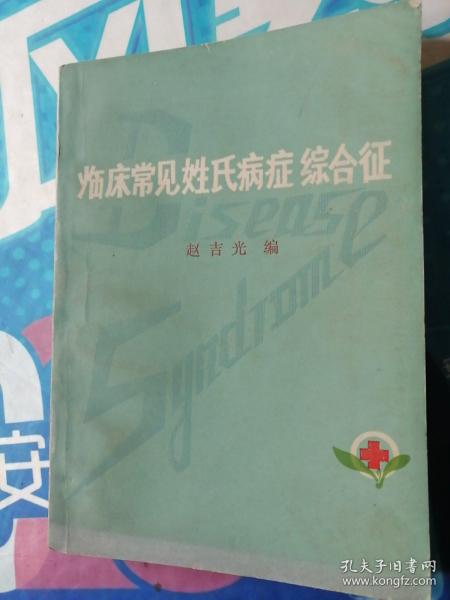 临床常见姓氏病症 综合征
Disease
Syndrome
赵吉光 编
安
孔夫子旧书网
www.kongfz.com